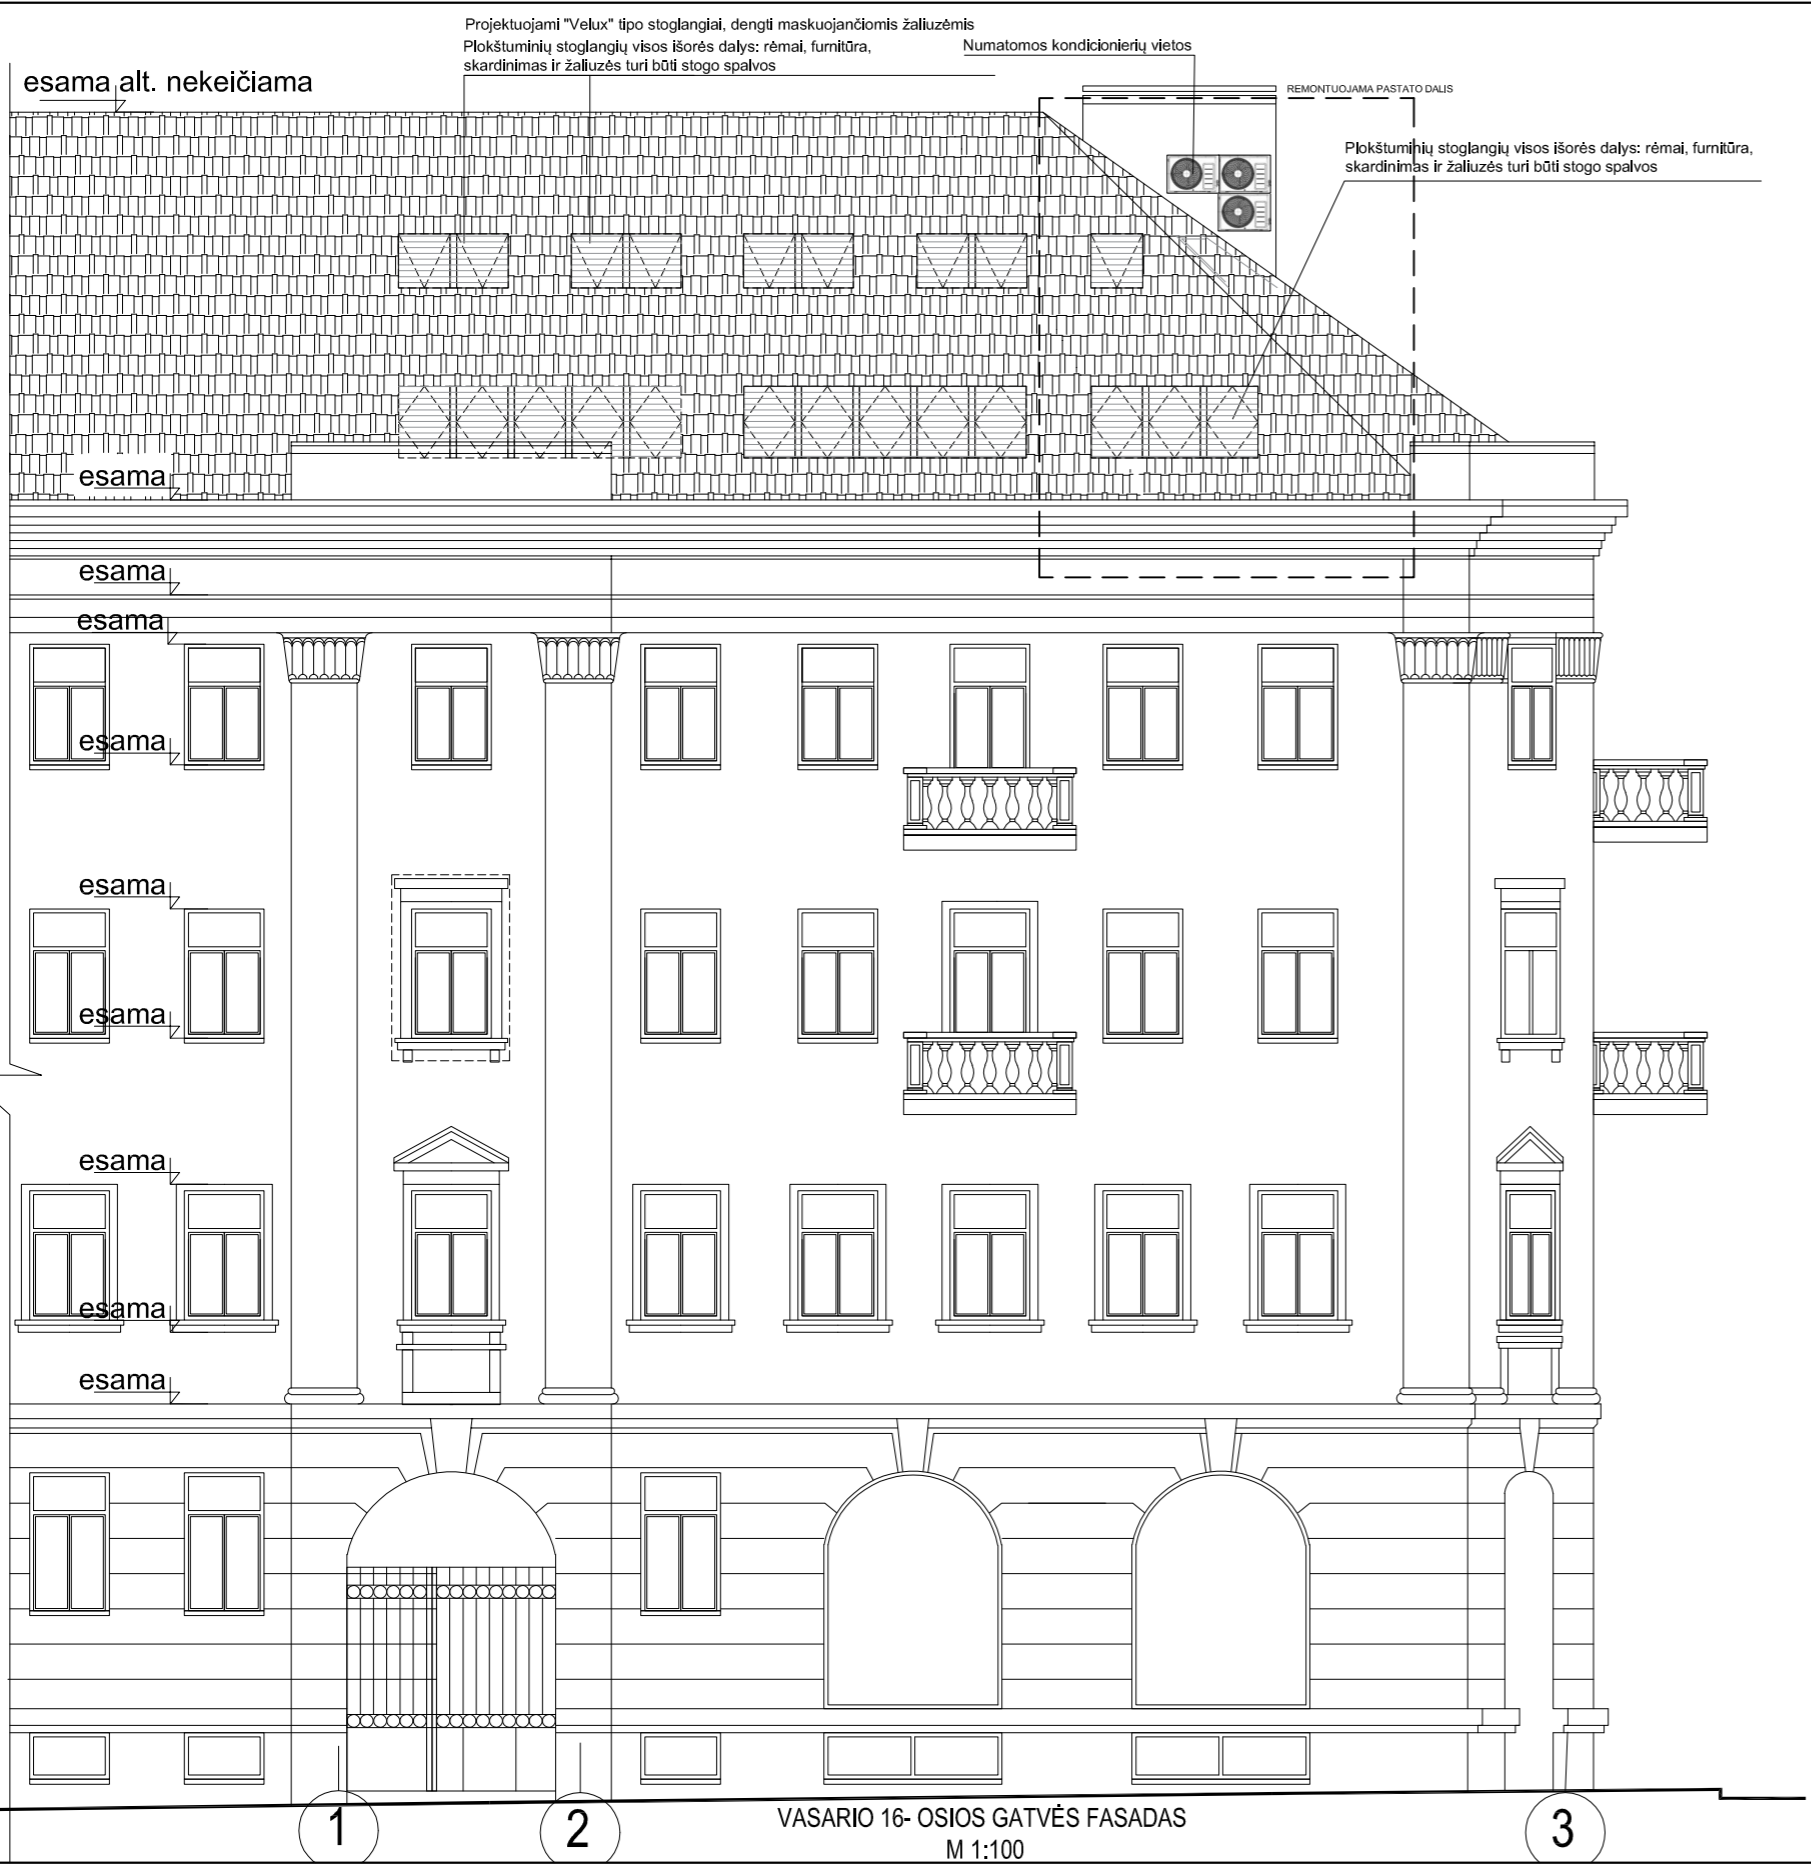 Projektuojami "Velux" tipo stoglangiai, dengti maskuojančiomis žaliuzėmis
Plokštuminių stoglangių visos išorės dalys: rėmai, furnitūra,
skardinimas ir žaliuzės turi būti stogo spalvos
Numatomos kondicionierių vietos
esama alt. nekeičiama
REMONTUOJAMA PASTATO DALIS
Plokštuminių stoglangių visos išorės dalys: rėmai, furnitūra,
skardinimas ir žaliuzės turi būti stogo spalvos
esama
esama
esama
esama
esama
esama
esama
esama
esama
1
2
3
VASARIO 16- OSIOS GATVĖS FASADAS
M 1:100